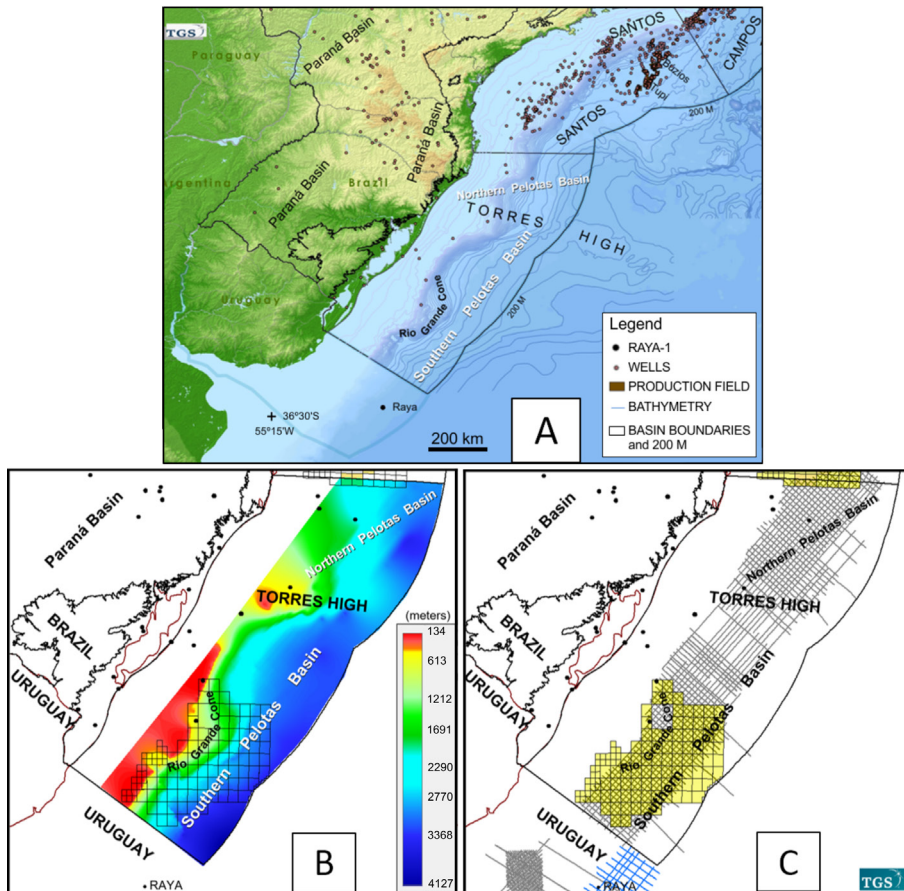 TGS
Paraguay
Paraná Basin
SANTOS
CAMPOS
Búzios
Tupi
200 M
SANTOS
Paraná Basin
Paraná Basin
Argentina
Brazil
Northern Pelotas Basin
TORRES
HIGH
Uruguay
Rio Grande Cone
Southern Pelotas Basin
200 M
Raya
36°30'S
55°15'W
200 km
A
Legend
RAYA-1
WELLS
PRODUCTION FIELD
BATHYMETRY
BASIN BOUNDARIES
and 200 M
Paraná Basin
Northern Pelotas Basin
TORRES HIGH
BRAZIL
URUGUAY
Rio Grande Cone
Southern Pelotas Basin
URUGUAY
RAYA
B
(meters)
134
613
1212
1691
2290
2770
3368
4127
Paraná Basin
Northern Pelotas Basin
TORRES HIGH
BRAZIL
URUGUAY
Rio Grande Cone
Southern Pelotas Basin
URUGUAY
RAYA
C
TGS